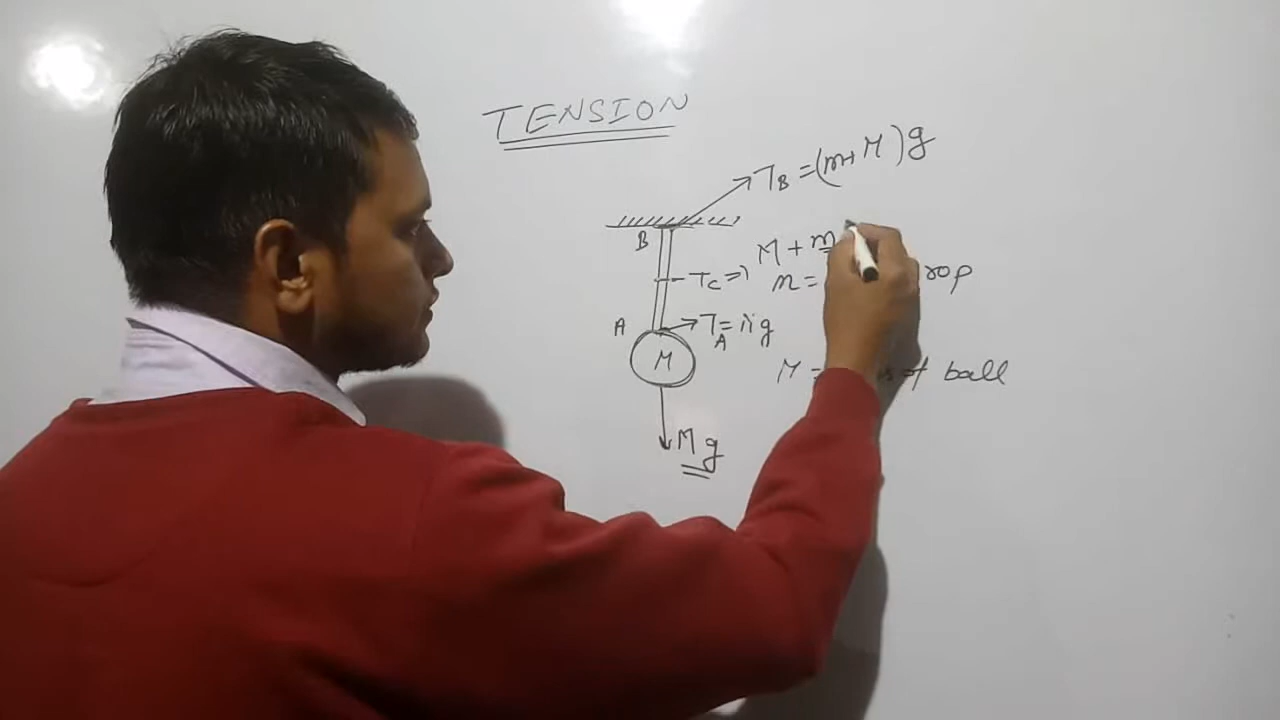 TENSION
T_B = (m+M)g
B
T_C ⇒ M + m
m = rop
A
T_A = Mg
M
M = of ball
Mg